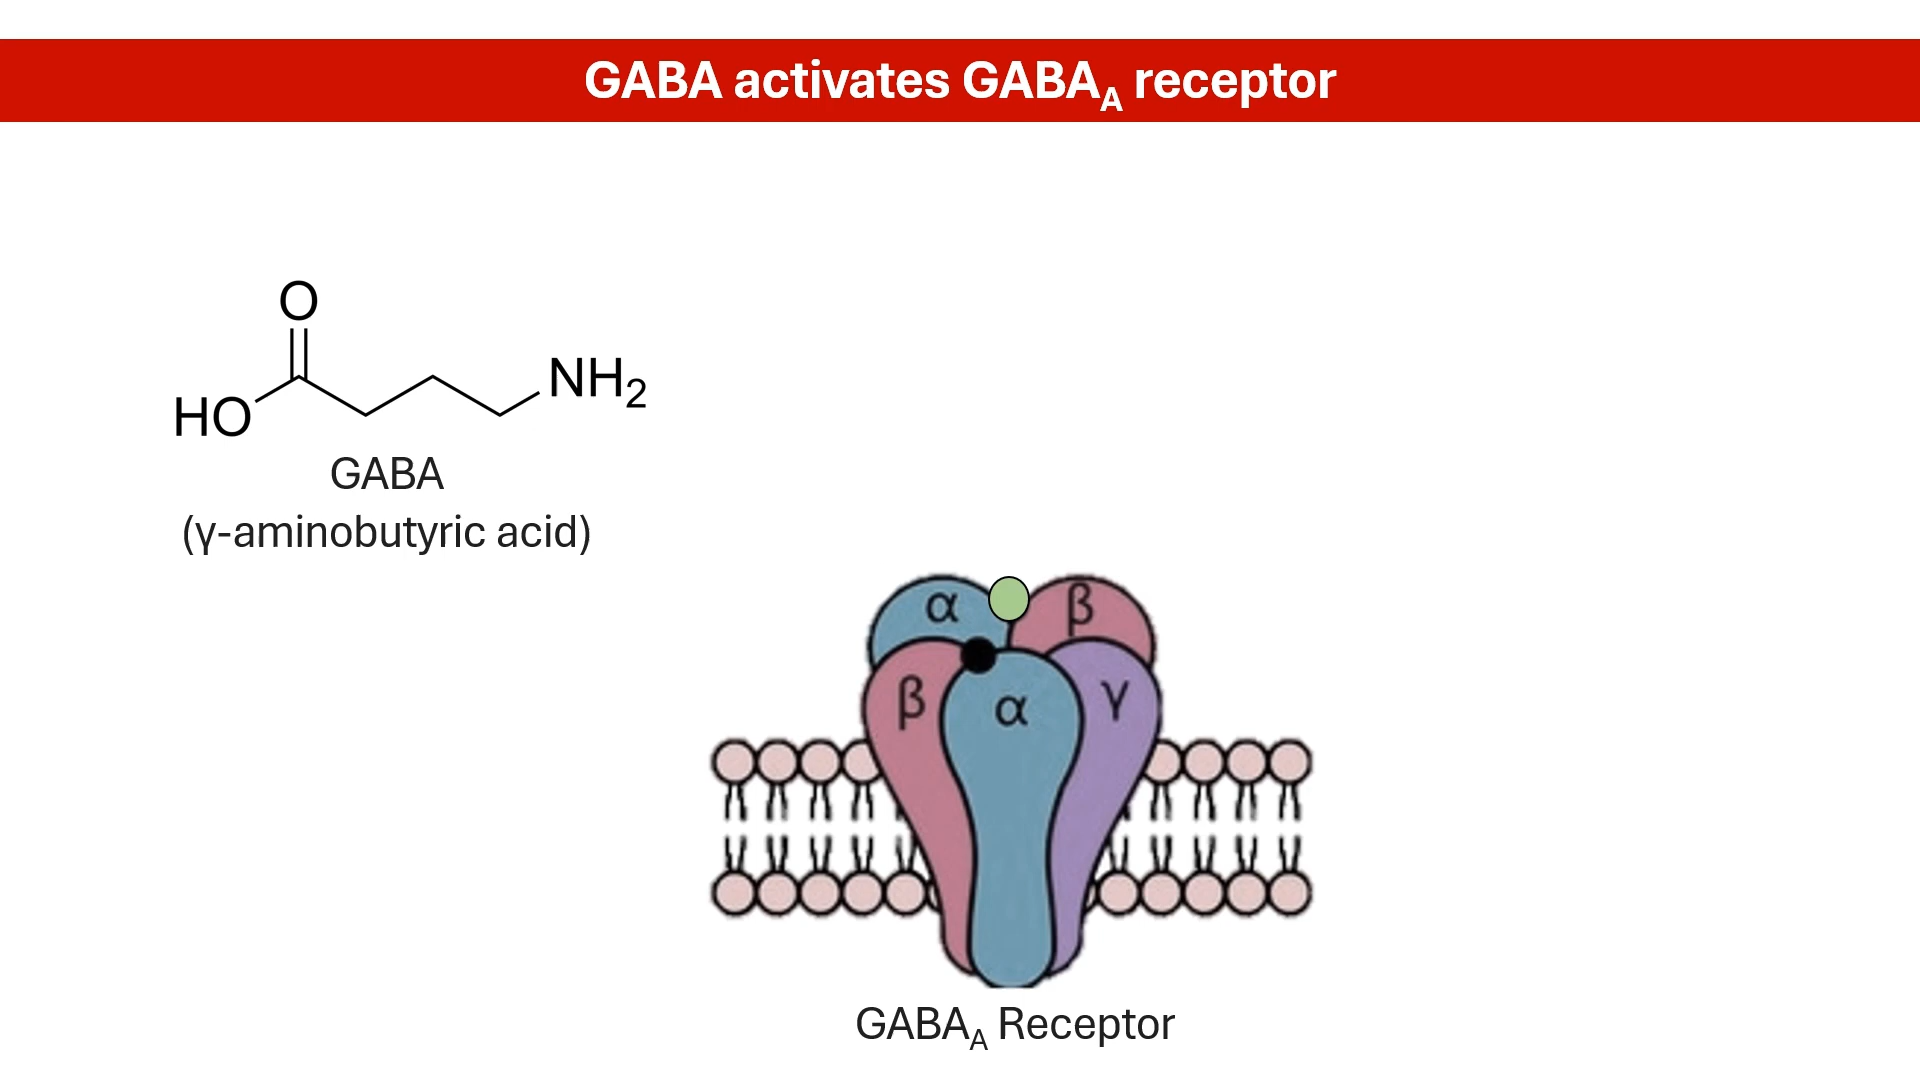 GABA activates GABAA receptor
O
HO
NH2
GABA
(γ-aminobutyric acid)
α
β
β
α
γ
GABAA Receptor